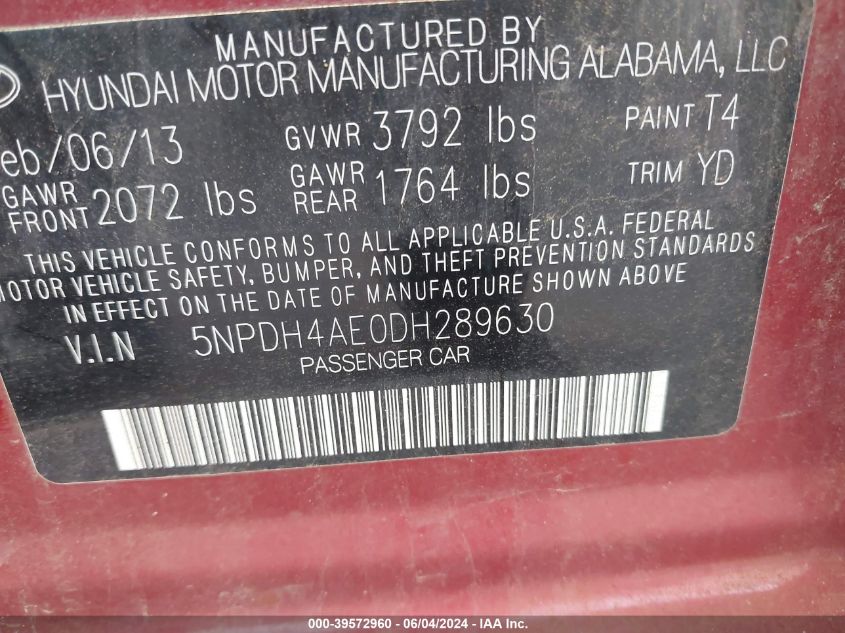 MANUFACTURED BY
HYUNDAI MOTOR MANUFACTURING ALABAMA, LLC
eb/06/13 GVWR 3792 lbs PAINT T4
GAWR FRONT 2072 lbs GAWR REAR 1764 lbs TRIM YD
THIS VEHICLE CONFORMS TO ALL APPLICABLE U.S.A. FEDERAL
MOTOR VEHICLE SAFETY, BUMPER, AND THEFT PREVENTION STANDARDS
IN EFFECT ON THE DATE OF MANUFACTURE SHOWN ABOVE
V.I.N 5NPDH4AE0DH289630
PASSENGER CAR
000-39572960 - 06/04/2024 - IAA Inc.